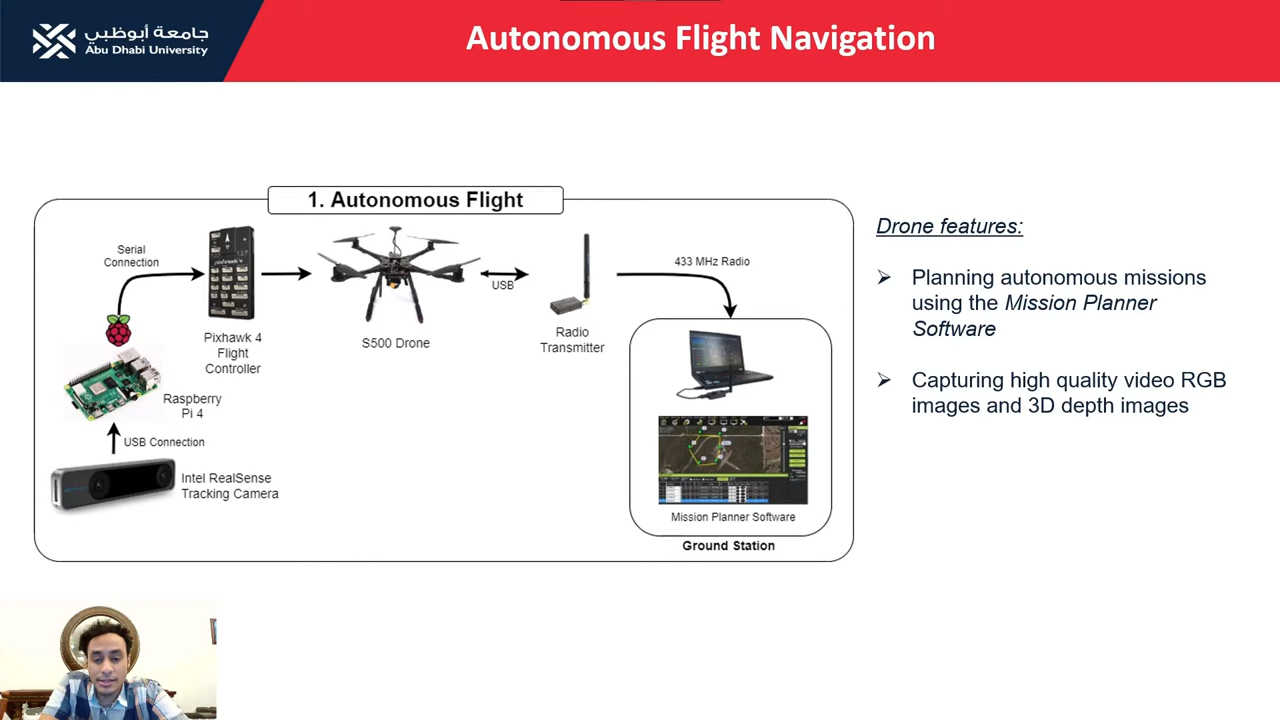 جامعة أبوظبي
Abu Dhabi University
Autonomous Flight Navigation
1. Autonomous Flight
Serial
Connection
Pixhawk 4
Flight
Controller
S500 Drone
USB
Radio
Transmitter
433 MHz Radio
Raspberry
Pi 4
USB Connection
Intel RealSense
Tracking Camera
Mission Planner Software
Ground Station
Drone features:
➢ Planning autonomous missions
using the Mission Planner
Software
➢ Capturing high quality video RGB
images and 3D depth images